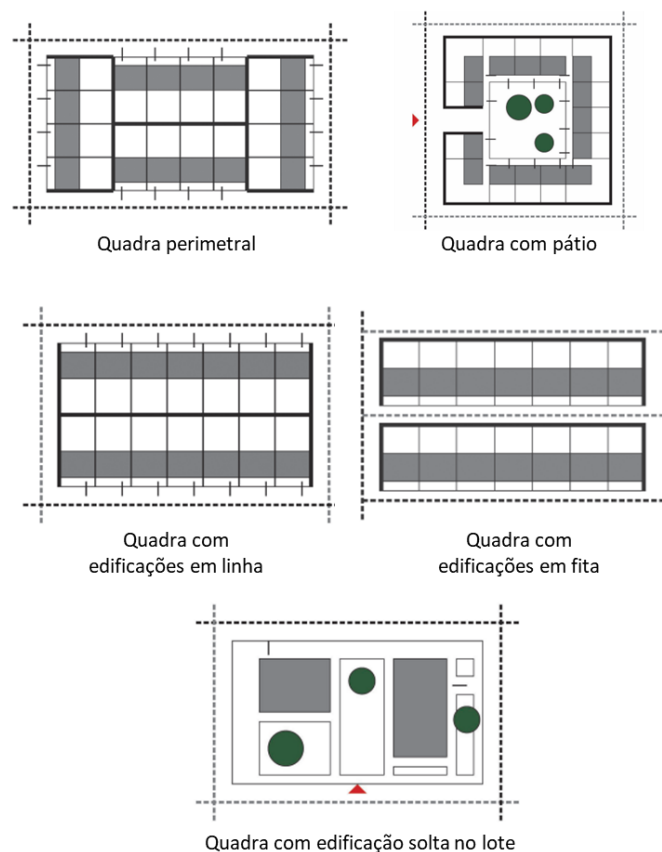 Quadra perimetral
Quadra com pátio
Quadra com
edificações em linha
Quadra com
edificações em fita
Quadra com edificação solta no lote